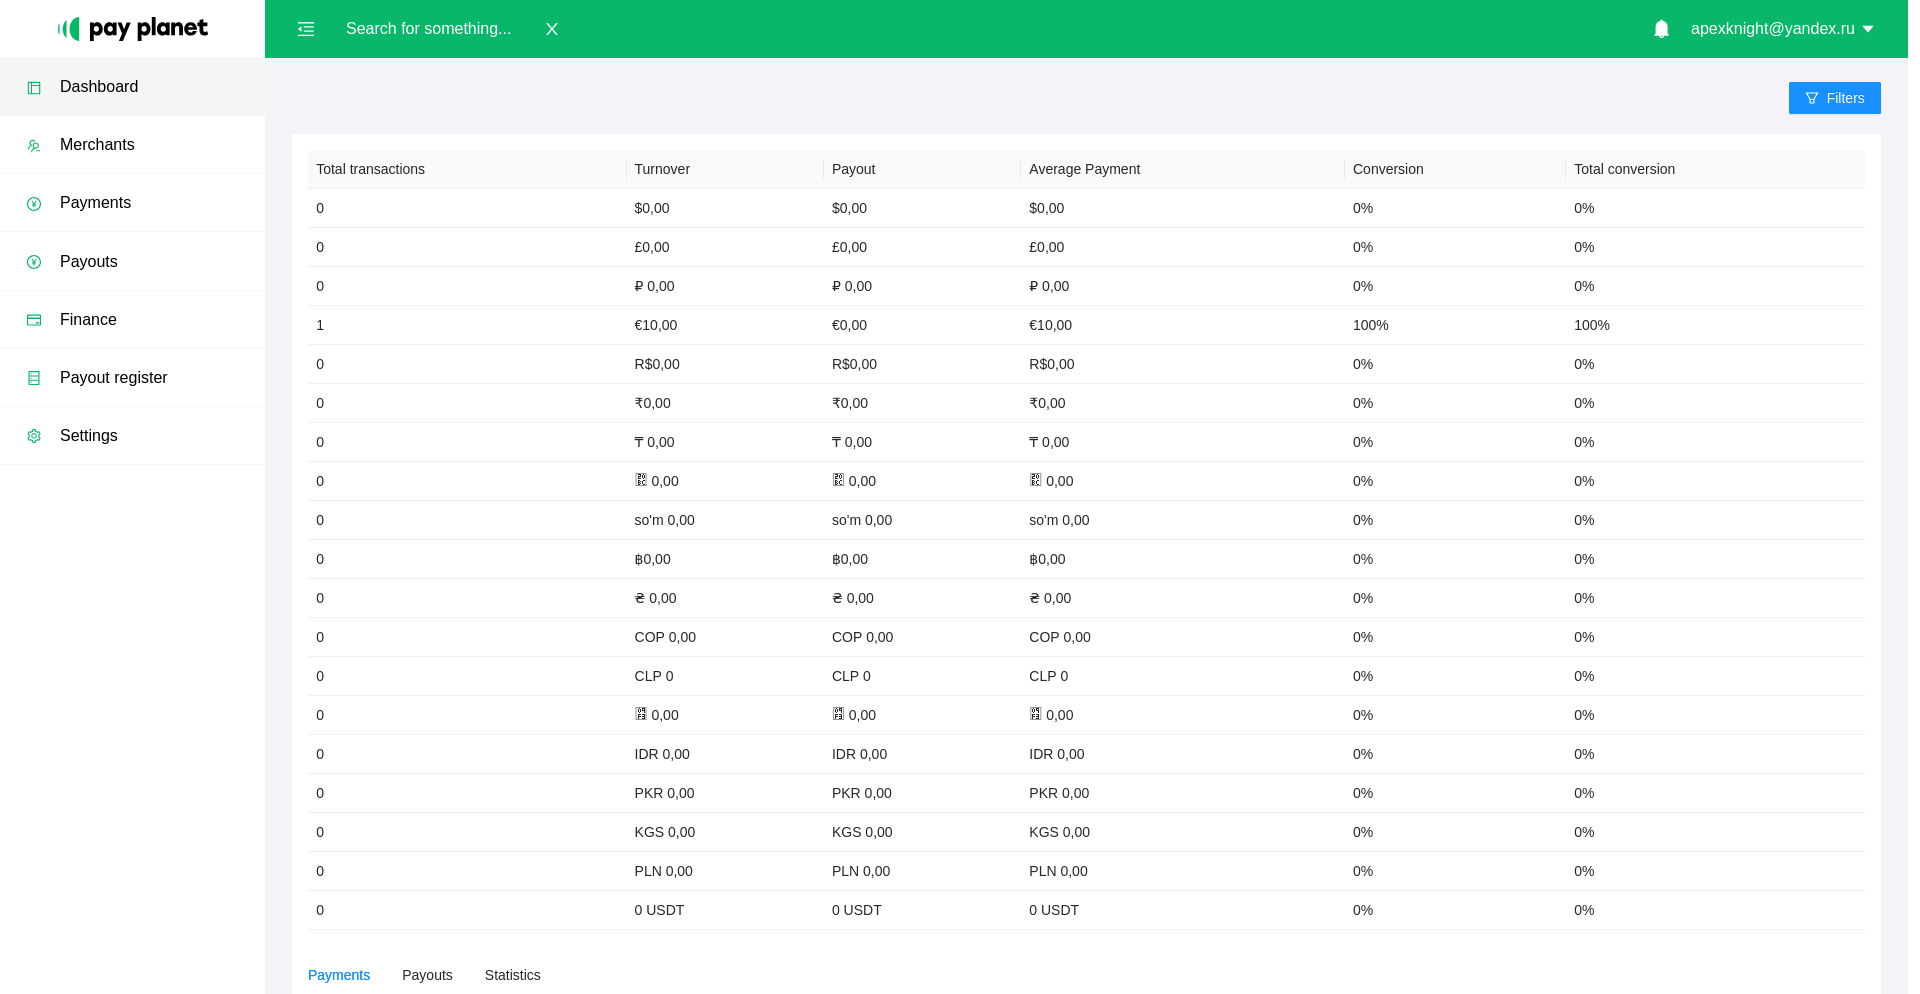 pay planet
Search for something...
apexknight@yandex.ru
Dashboard
Merchants
Payments
Payouts
Finance
Payout register
Settings
Filters
Total transactions Turnover Payout Average Payment Conversion Total conversion
0 $0,00 $0,00 $0,00 0% 0%
0 £0,00 £0,00 £0,00 0% 0%
0 ₽ 0,00 ₽ 0,00 ₽ 0,00 0% 0%
1 €10,00 €0,00 €10,00 100% 100%
0 R$0,00 R$0,00 R$0,00 0% 0%
0 ₹0,00 ₹0,00 ₹0,00 0% 0%
0 ₸ 0,00 ₸ 0,00 ₸ 0,00 0% 0%
0 0,00 0,00 0,00 0% 0%
0 so'm 0,00 so'm 0,00 so'm 0,00 0% 0%
0 ฿0,00 ฿0,00 ฿0,00 0% 0%
0 ₴ 0,00 ₴ 0,00 ₴ 0,00 0% 0%
0 COP 0,00 COP 0,00 COP 0,00 0% 0%
0 CLP 0 CLP 0 CLP 0 0% 0%
0 0,00 0,00 0,00 0% 0%
0 IDR 0,00 IDR 0,00 IDR 0,00 0% 0%
0 PKR 0,00 PKR 0,00 PKR 0,00 0% 0%
0 KGS 0,00 KGS 0,00 KGS 0,00 0% 0%
0 PLN 0,00 PLN 0,00 PLN 0,00 0% 0%
0 0 USDT 0 USDT 0 USDT 0% 0%
Payments Payouts Statistics